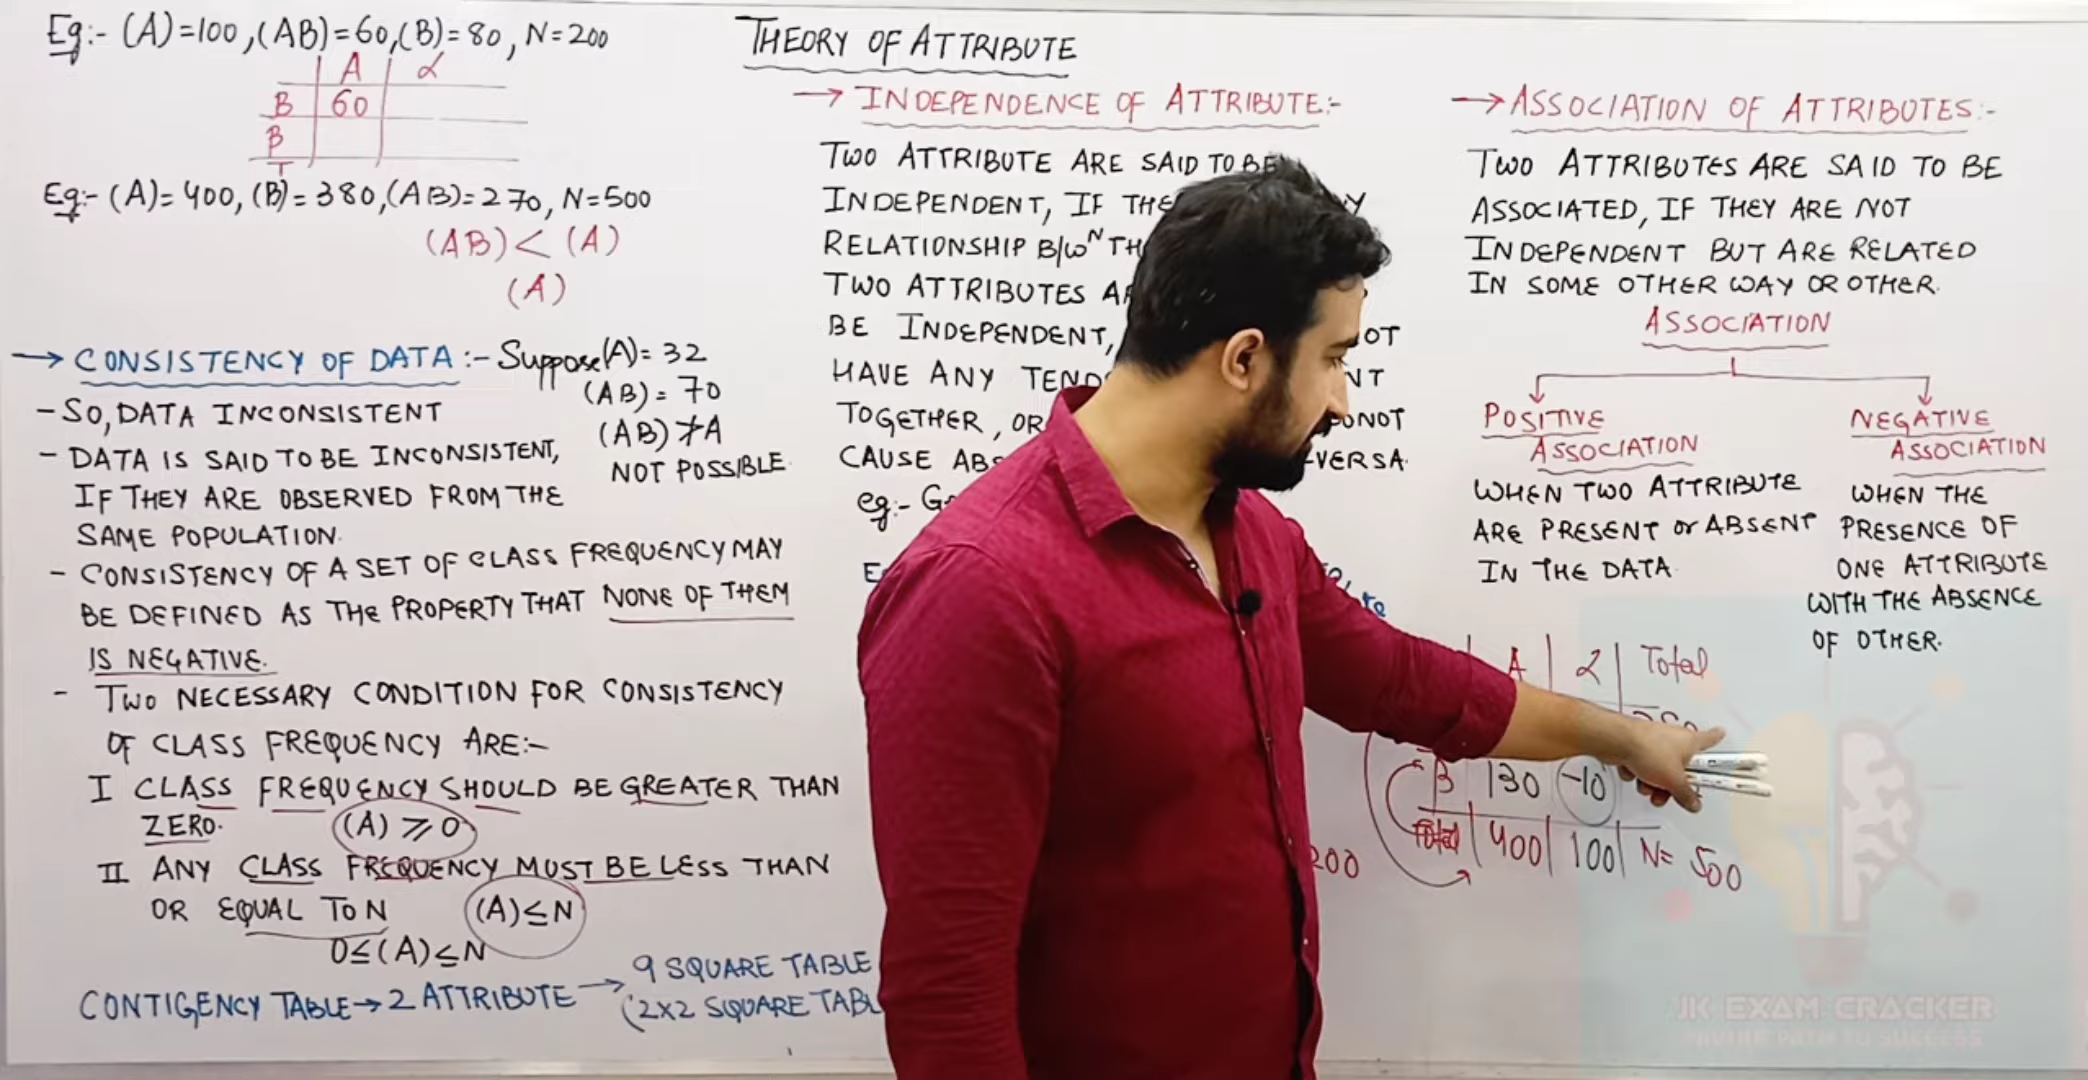 Eg:- (A)=100, (AB)=60, (B)=80, N=200
A α
B 60
β
T
Eg:- (A)=400, (B)=380, (AB)=270, N=500
(AB) < (A)
(A)
→ CONSISTENCY OF DATA :- Suppose (A)= 32
(AB)= 70
(AB) ≯ A
NOT POSSIBLE.
- SO, DATA INCONSISTENT
- DATA IS SAID TO BE INCONSISTENT,
IF THEY ARE OBSERVED FROM THE
SAME POPULATION.
- CONSISTENCY OF A SET OF CLASS FREQUENCY MAY
BE DEFINED AS THE PROPERTY THAT NONE OF THEM
IS NEGATIVE.
- TWO NECESSARY CONDITION FOR CONSISTENCY
OF CLASS FREQUENCY ARE:-
I CLASS FREQUENCY SHOULD BE GREATER THAN
ZERO. (A) ≥ 0
II ANY CLASS FREQUENCY MUST BE LESS THAN
OR EQUAL TO N (A) ≤ N
0 ≤ (A) ≤ N
CONTIGENCY TABLE → 2 ATTRIBUTE → 9 SQUARE TABLE
(2x2 SQUARE TABL
THEORY OF ATTRIBUTE
→ INDEPENDENCE OF ATTRIBUTE:-
TWO ATTRIBUTE ARE SAID TO BE
INDEPENDENT, IF
RELATIONSHIP B/Wᴺ
TWO ATTRIBUTES
BE INDEPENDENT,
HAVE ANY
TOGETHER, OR
CAUSE VERSA.
eg:-
200
→ ASSOCIATION OF ATTRIBUTES:-
TWO ATTRIBUTES ARE SAID TO BE
ASSOCIATED, IF THEY ARE NOT
INDEPENDENT BUT ARE RELATED
IN SOME OTHER WAY OR OTHER.
ASSOCIATION
POSITIVE
ASSOCIATION
WHEN TWO ATTRIBUTE
ARE PRESENT or ABSENT
IN THE DATA.
NEGATIVE
ASSOCIATION
WHEN THE
PRESENCE OF
ONE ATTRIBUTE
WITH THE ABSENCE
OF OTHER.
A α Total
β 130 -10
Total 400 100 N= 500
JK EXAM CRACKER
PAVING PATH TO SUCCESS